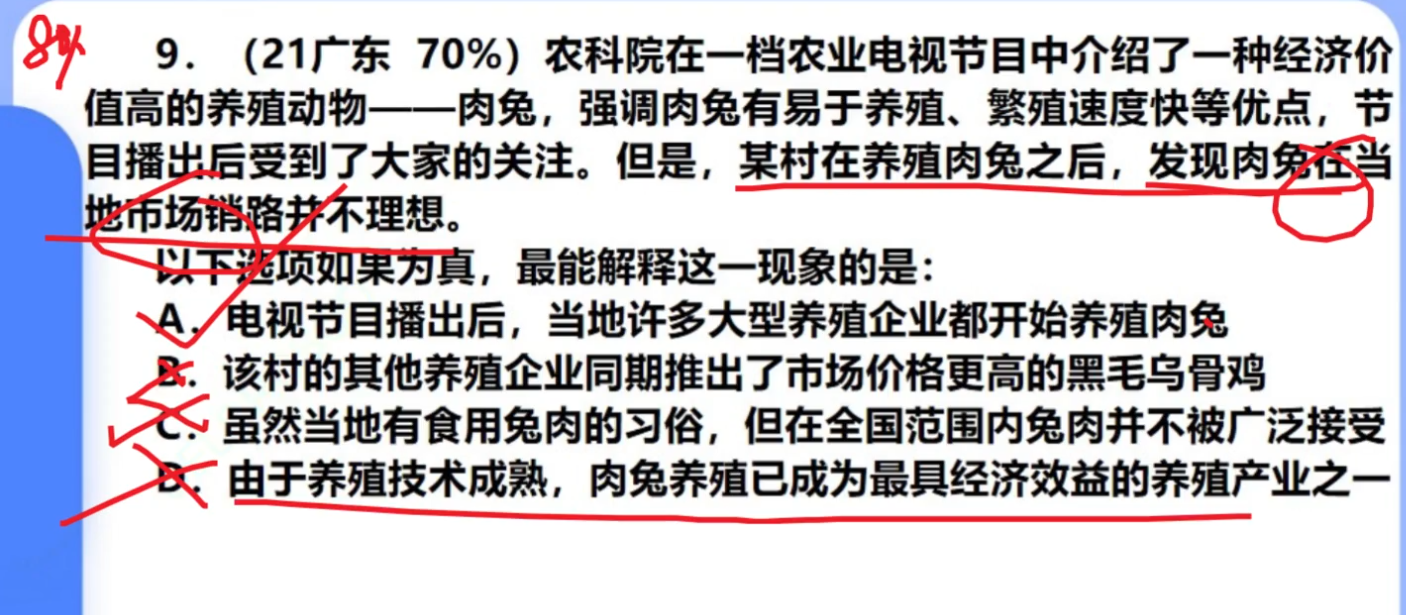 9. （21广东 70%）农科院在一档农业电视节目中介绍了一种经济价
值高的养殖动物——肉兔，强调肉兔有易于养殖、繁殖速度快等优点，节
目播出后受到了大家的关注。但是，某村在养殖肉兔之后，发现肉兔在当
地市场销路并不理想。
以下选项如果为真，最能解释这一现象的是：
A. 电视节目播出后，当地许多大型养殖企业都开始养殖肉兔
B. 该村的其他养殖企业同期推出了市场价格更高的黑毛乌骨鸡
C. 虽然当地有食用兔肉的习俗，但在全国范围内兔肉并不被广泛接受
D. 由于养殖技术成熟，肉兔养殖已成为最具经济效益的养殖产业之一